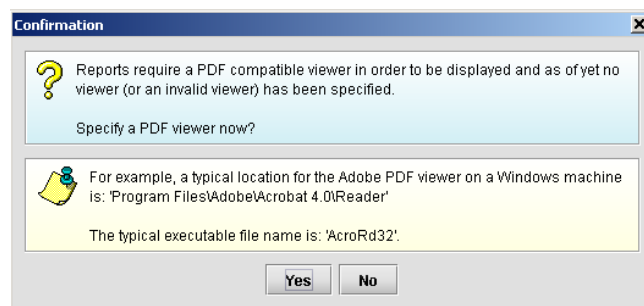 Confirmation
Reports require a PDF compatible viewer in order to be displayed and as of yet no
viewer (or an invalid viewer) has been specified.
Specify a PDF viewer now?
For example, a typical location for the Adobe PDF viewer on a Windows machine
is: 'Program Files\Adobe\Acrobat 4.0\Reader'
The typical executable file name is: 'AcroRd32'.
Yes
No